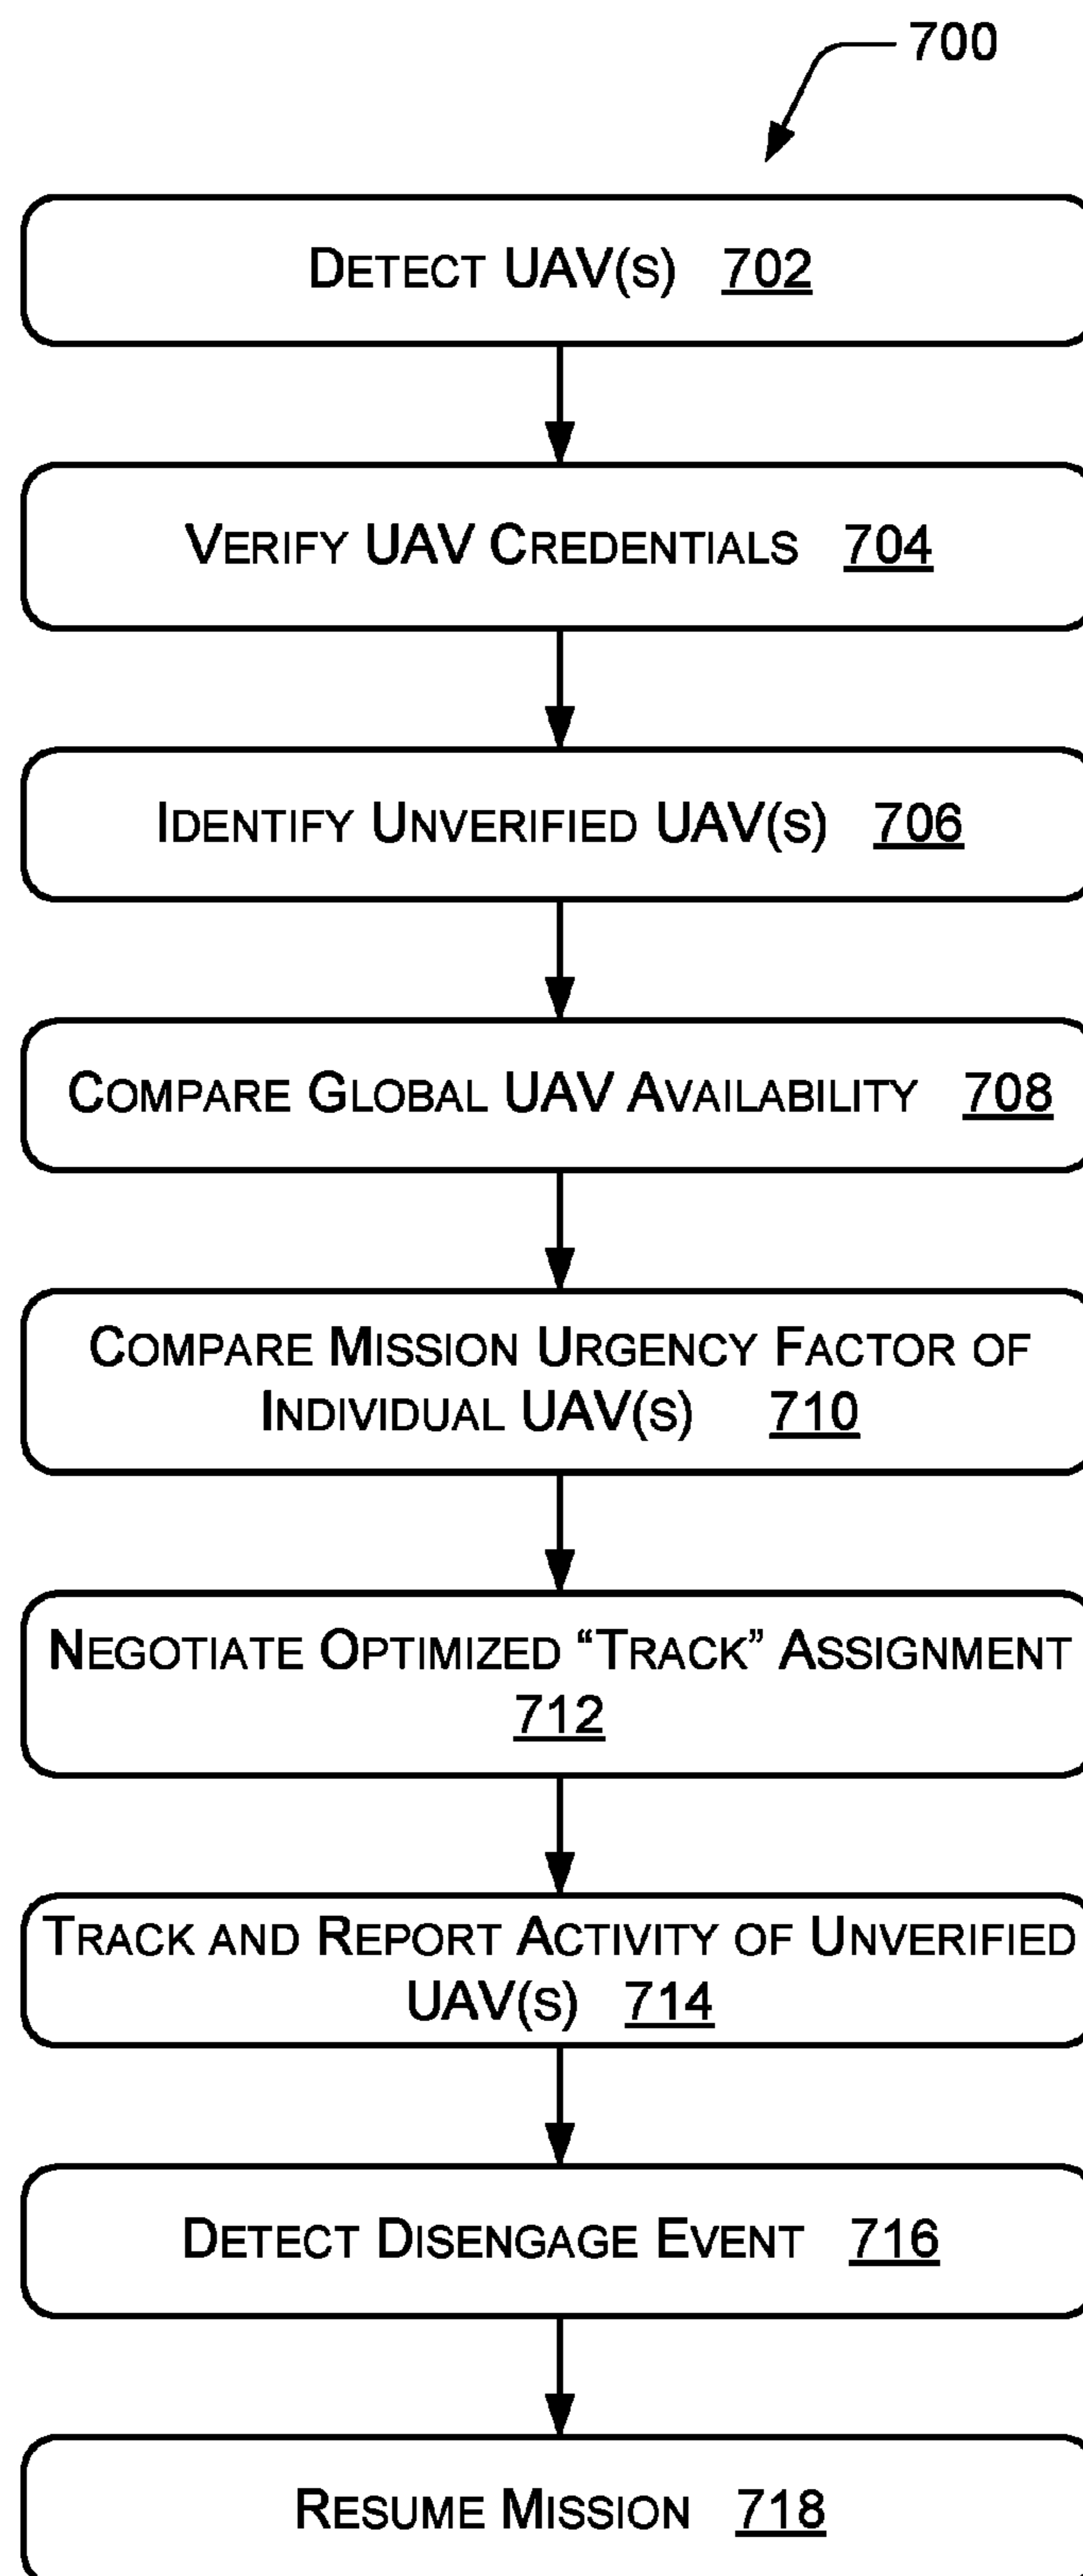 700
DETECT UAV(S) 702
VERIFY UAV CREDENTIALS 704
IDENTIFY UNVERIFIED UAV(S) 706
COMPARE GLOBAL UAV AVAILABILITY 708
COMPARE MISSION URGENCY FACTOR OF
INDIVIDUAL UAV(S) 710
NEGOTIATE OPTIMIZED “TRACK” ASSIGNMENT
712
TRACK AND REPORT ACTIVITY OF UNVERIFIED
UAV(S) 714
DETECT DISENGAGE EVENT 716
RESUME MISSION 718